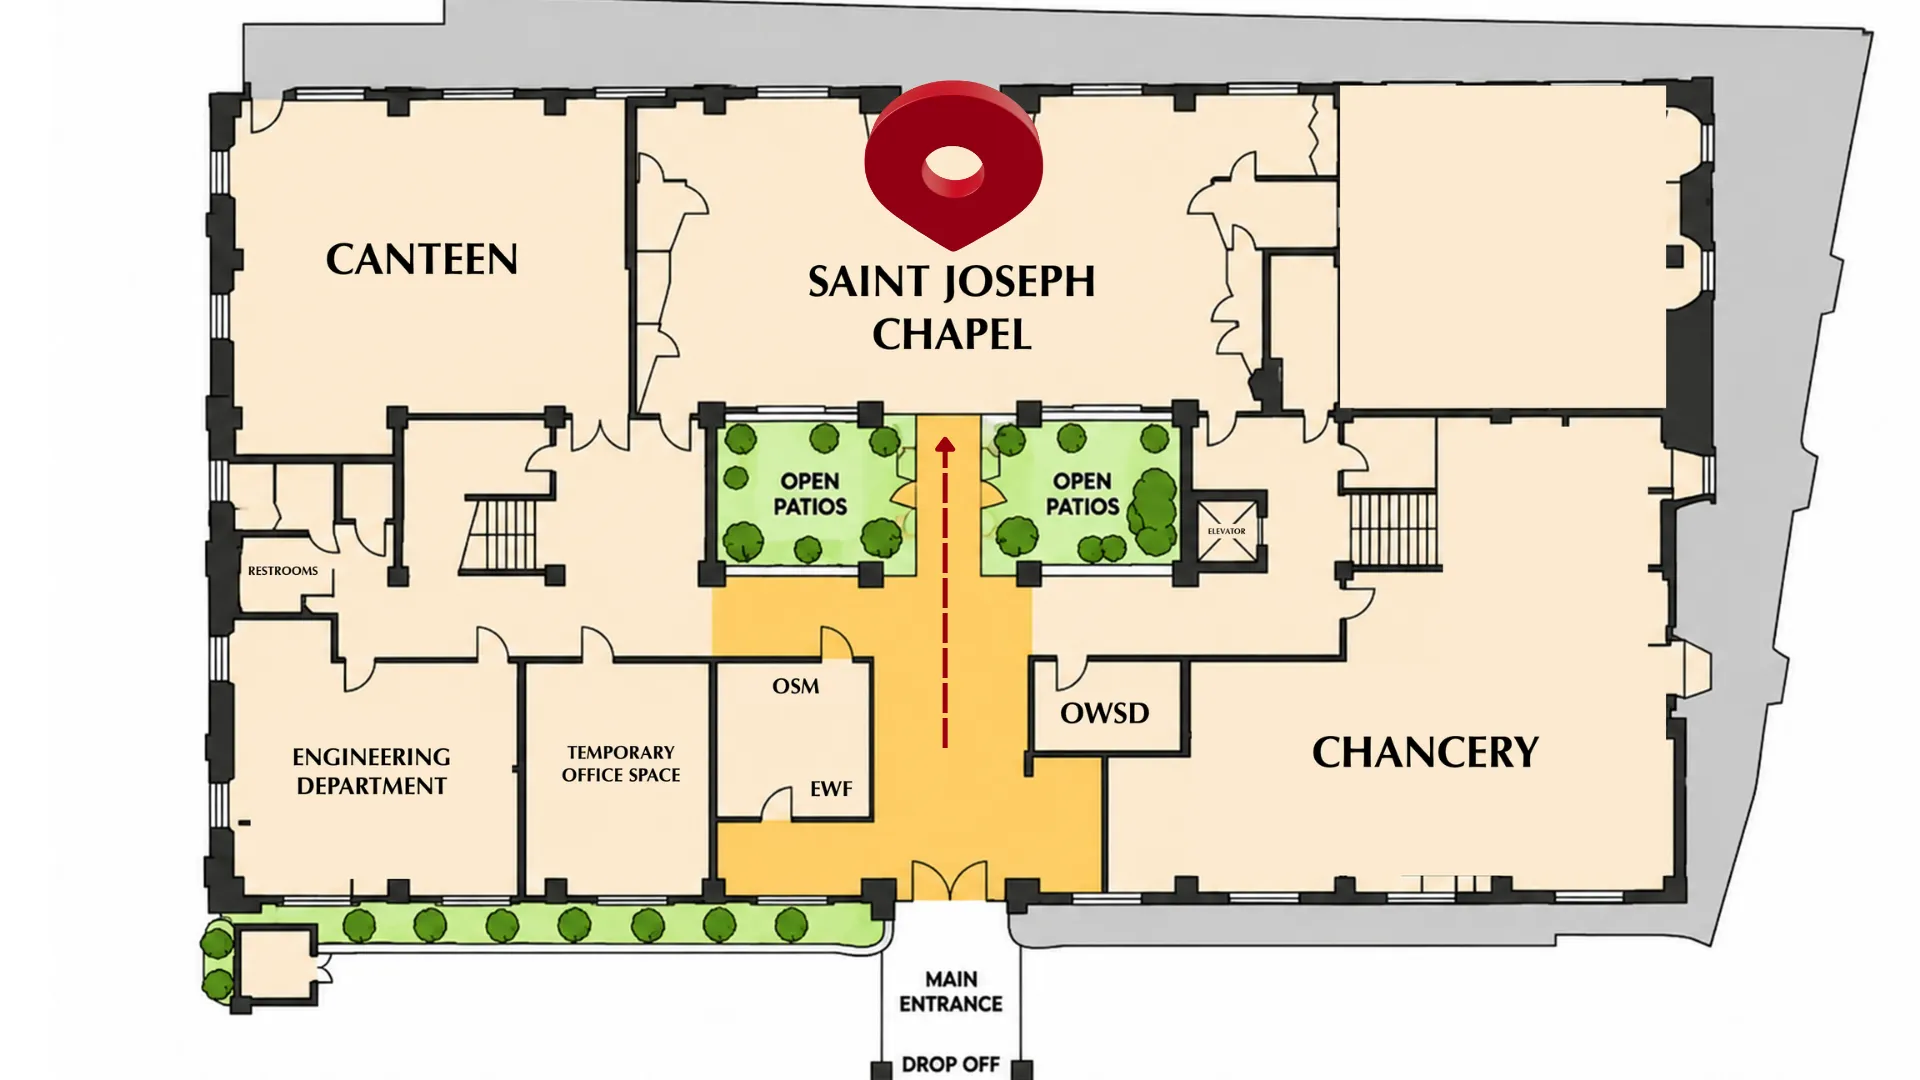 CANTEEN
SAINT JOSEPH
CHAPEL
OPEN
PATIOS
OPEN
PATIOS
ELEVATOR
RESTROOMS
OSM
OWSD
ENGINEERING
DEPARTMENT
TEMPORARY
OFFICE SPACE
EWF
CHANCERY
MAIN
ENTRANCE
DROP OFF